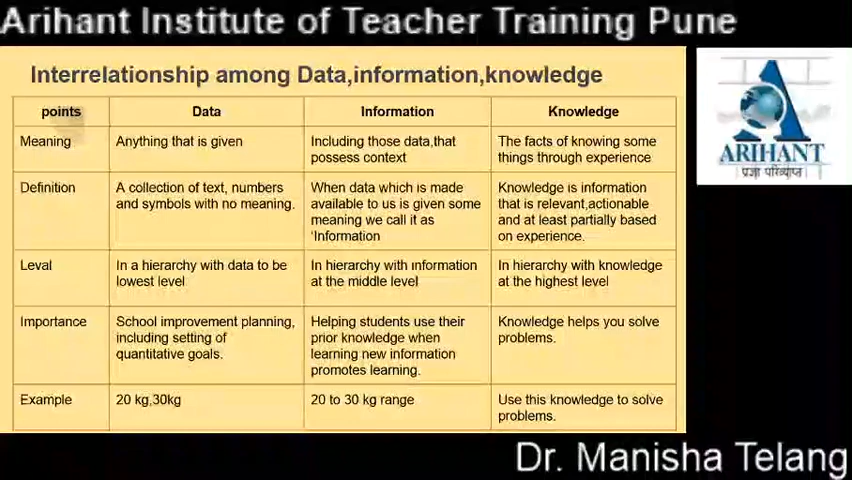 Arihant Institute of Teacher Training Pune
Interrelationship among Data,information,knowledge
points Data Information Knowledge
Meaning Anything that is given Including those data,that The facts of knowing some
possess context things through experience
Definition A collection of text, numbers When data which is made Knowledge is information
and symbols with no meaning. available to us is given some that is relevant,actionable
meaning we call it as and at least partially based
'Information on experience.
Leval In a hierarchy with data to be In hierarchy with information In hierarchy with knowledge
lowest level at the middle level at the highest level
Importance School improvement planning, Helping students use their Knowledge helps you solve
including setting of prior knowledge when problems.
quantitative goals. learning new information
promotes learning.
Example 20 kg,30kg 20 to 30 kg range Use this knowledge to solve
problems.
ARIHANT
प्रज्ञा परिव्याप्त
Dr. Manisha Telang